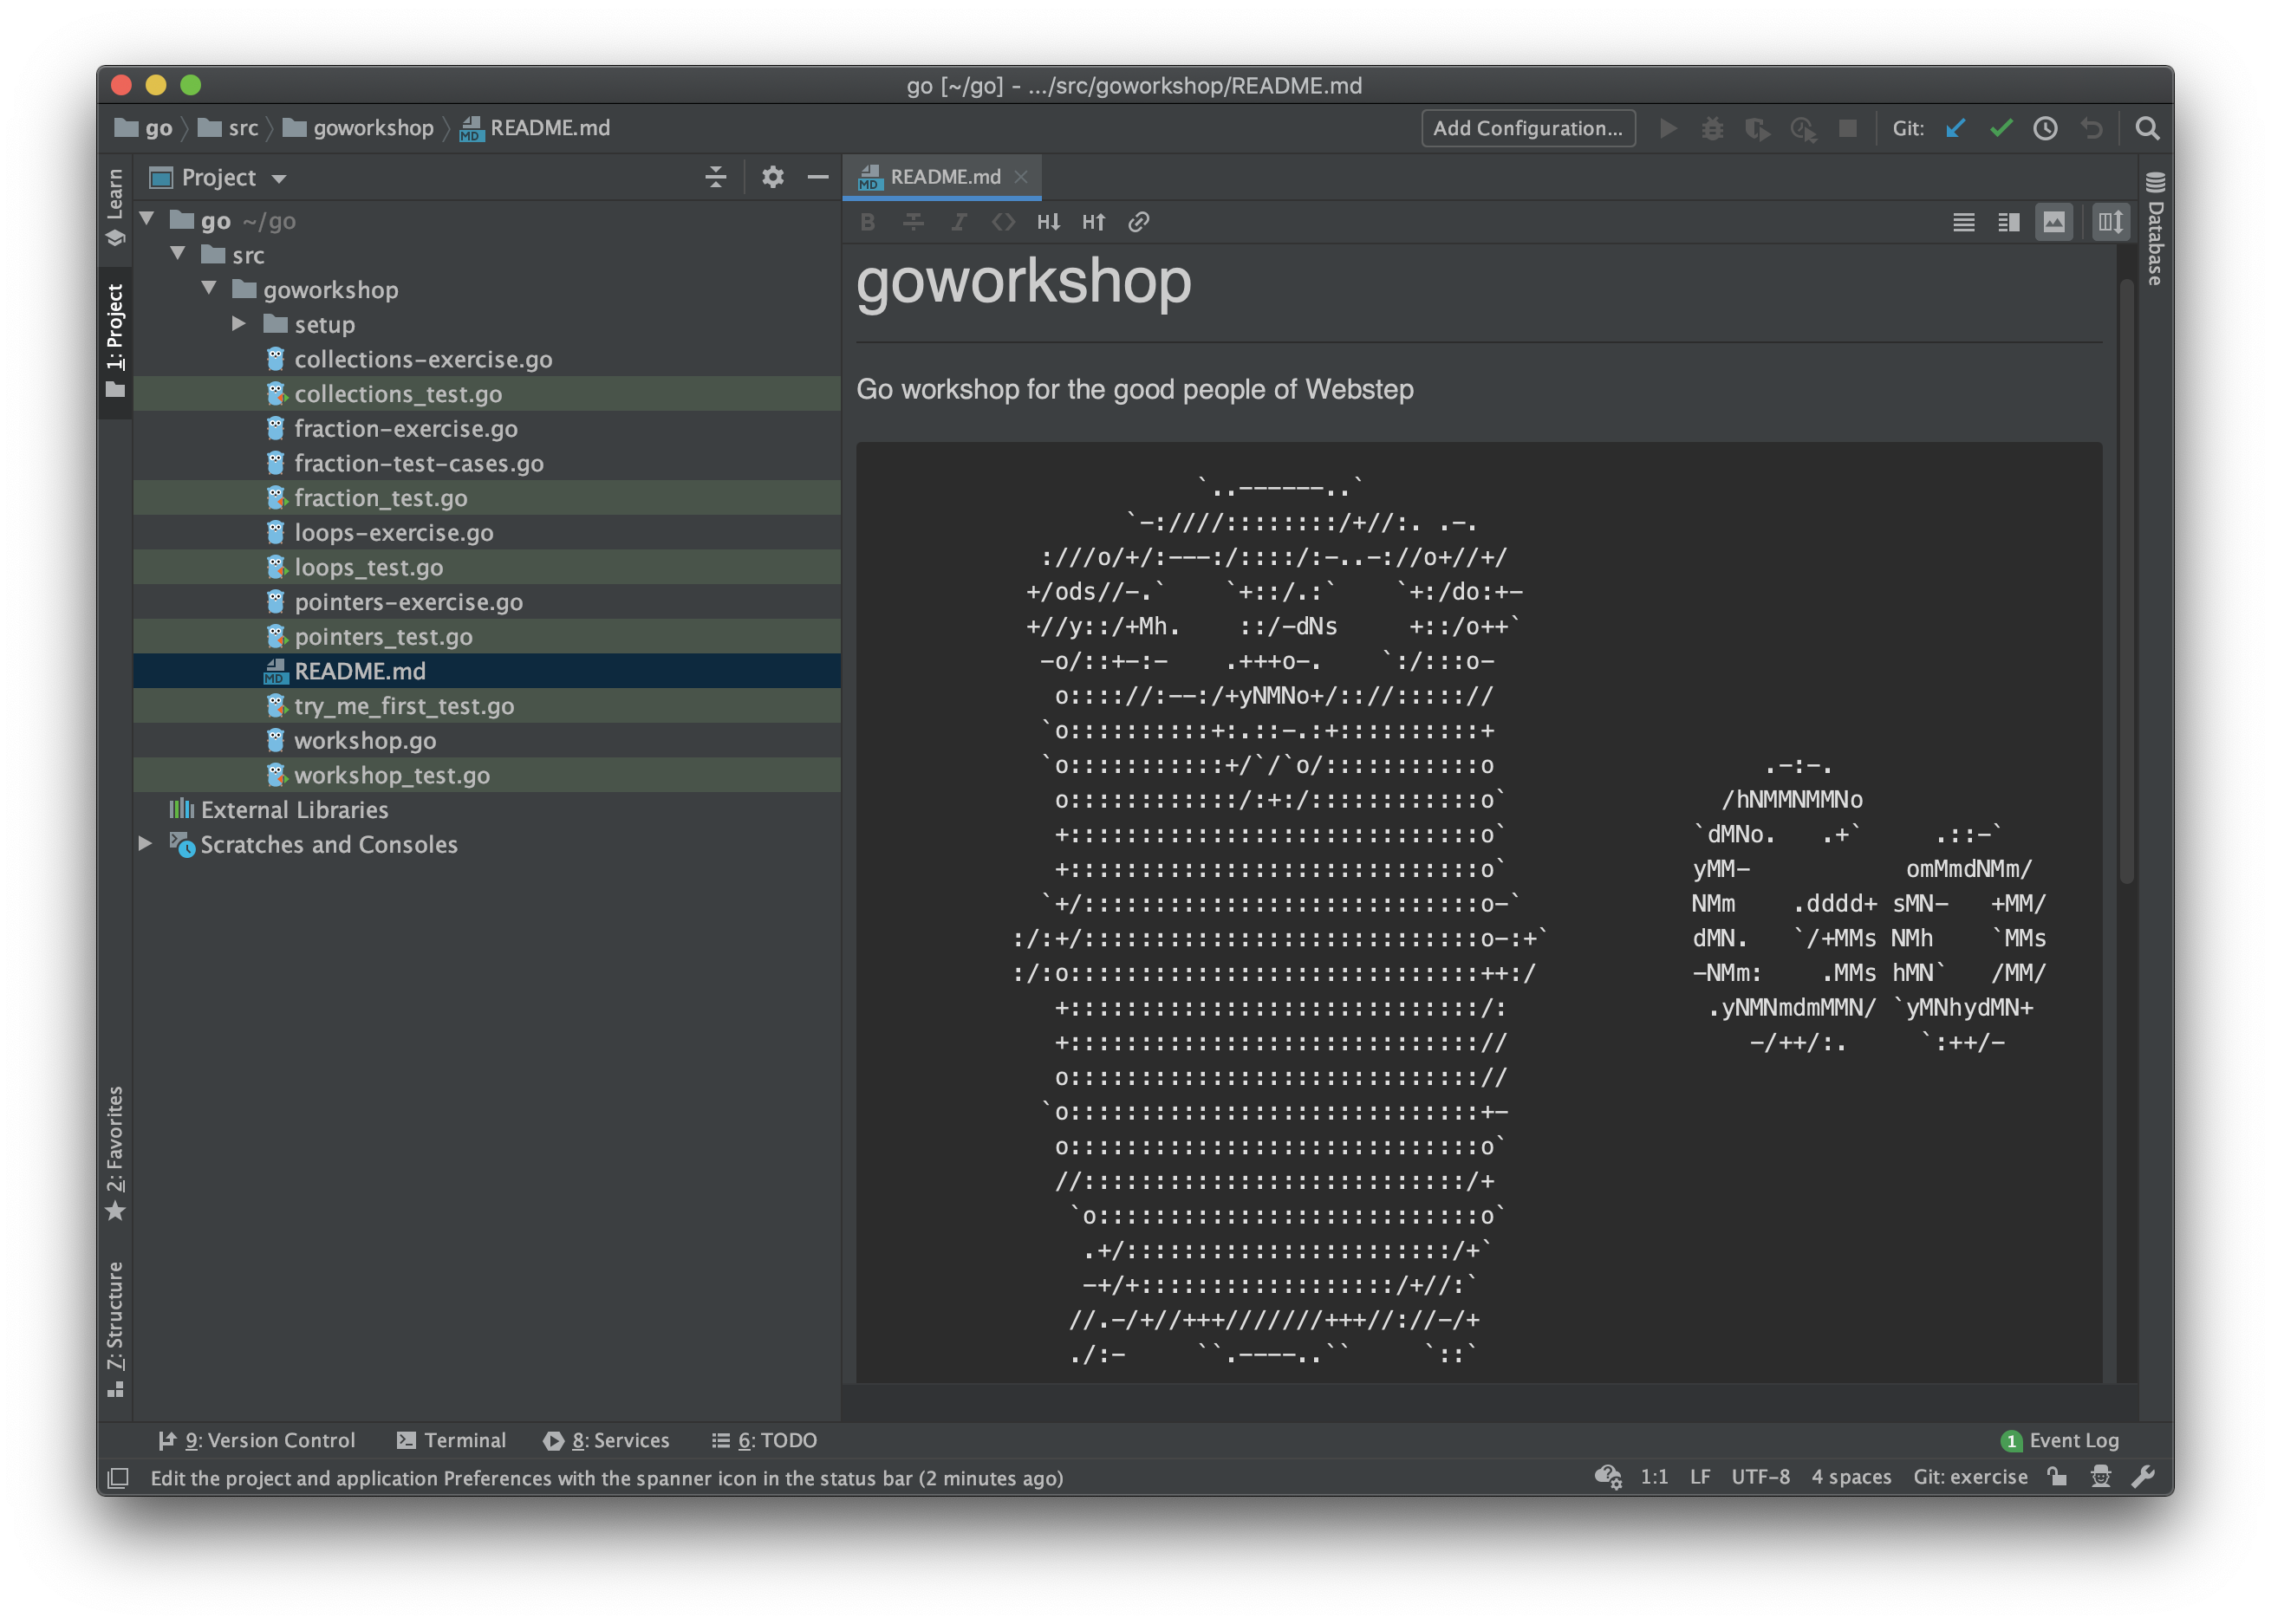 go [~/go] - .../src/goworkshop/README.md
go src goworkshop README.md
Add Configuration... Git:
Learn
1: Project
2: Favorites
7: Structure
Project
go ~/go
src
goworkshop
setup
collections-exercise.go
collections_test.go
fraction-exercise.go
fraction-test-cases.go
fraction_test.go
loops-exercise.go
loops_test.go
pointers-exercise.go
pointers_test.go
README.md
try_me_first_test.go
workshop.go
workshop_test.go
External Libraries
Scratches and Consoles
README.md
B I <> H↓ H↑
Database
goworkshop
Go workshop for the good people of Webstep
`..------..`
`-:////::::::::/+//:. .-.
:///o/+/:---:/::::/:-..-://o+//+/
+/ods//-.`    `+::/.:`    `+:/do:+-
+//y::/+Mh.    ::/-dNs     +::/o++`
-o/::+-:-    .+++o-.    `:/:::o-
o:::://:--:/+yNMNo+/:://::::://
`o::::::::::+:.::-.:+::::::::::+
`o:::::::::::+/`/`o/:::::::::::o                   .-:-.
o::::::::::::/:+:/::::::::::::o`               /hNMMNMMNo
+:::::::::::::::::::::::::::::o`             `dMNo.   .+`     .::-`
+:::::::::::::::::::::::::::::o`             yMM-           omMmdNMm/
`+/::::::::::::::::::::::::::::o-`            NMm    .dddd+ sMN-   +MM/
:/:+/::::::::::::::::::::::::::::o-:+`          dMN.   `/+MMs NMh    `MMs
:/:o:::::::::::::::::::::::::::::++:/           -NMm:    .MMs hMN`   /MM/
+:::::::::::::::::::::::::::::/:              .yNMNmdmMMN/ `yMNhydMN+
+::::::::::::::::::::::::::::://                 -/++/:.     `:++/-
o::::::::::::::::::::::::::::://
`o:::::::::::::::::::::::::::::+-
o:::::::::::::::::::::::::::::o`
//:::::::::::::::::::::::::::/+
`o:::::::::::::::::::::::::::o`
.+/:::::::::::::::::::::::/+`
-+/+::::::::::::::::::/+//:`
//.-/+//+++///////+++//://-/+
./:-     ``.----..``     `::`
9: Version Control Terminal 8: Services 6: TODO 1 Event Log
Edit the project and application Preferences with the spanner icon in the status bar (2 minutes ago) 1:1 LF UTF-8 4 spaces Git: exercise